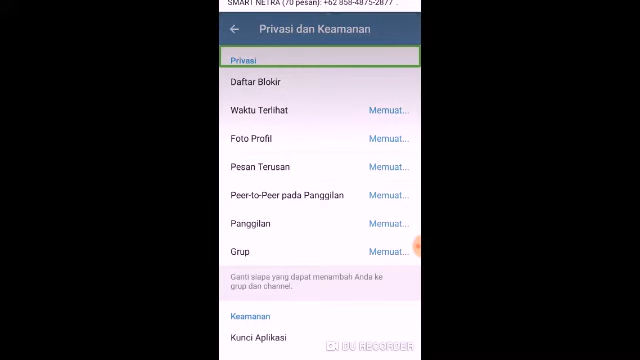 SMART NETRA (70 pesan): +62 858-4875-2877 .
Privasi dan Keamanan
Privasi
Daftar Blokir
Waktu Terlihat Memuat...
Foto Profil Memuat...
Pesan Terusan Memuat...
Peer-to-Peer pada Panggilan Memuat...
Panggilan Memuat...
Grup Memuat...
Ganti siapa yang dapat menambah Anda ke
grup dan channel.
Keamanan
Kunci Aplikasi
DU RECORDER